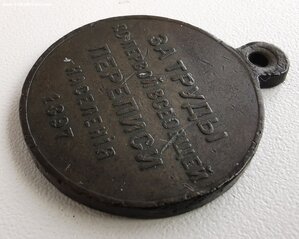 ЗА ТРУДЫ
ПО ПЕРВОЙ ВСЕОБЩЕЙ
ПЕРЕПИСИ
НАСЕЛЕНІЯ
1897